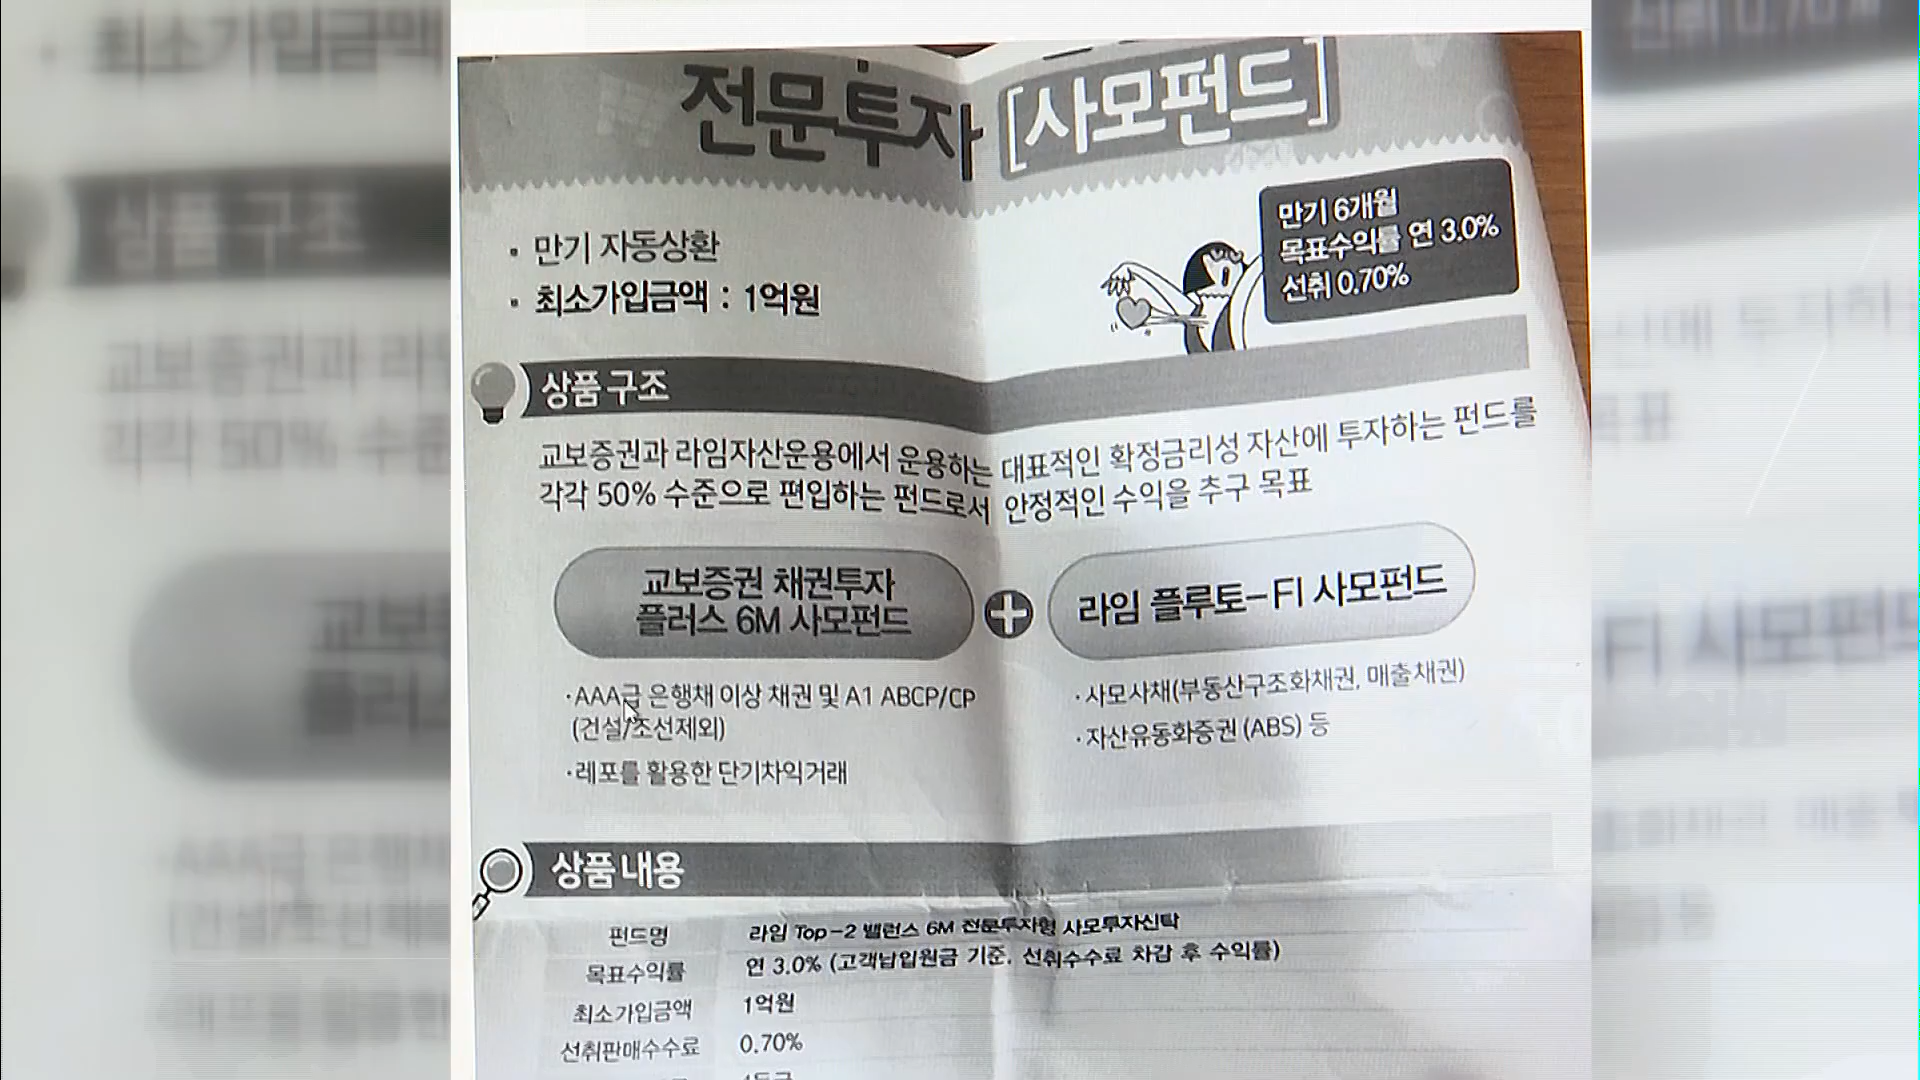 전문투자 [사모펀드]
만기 6개월
목표수익률 연 3.0%
선취 0.70%
· 만기 자동상환
· 최소가입금액 : 1억원
상품 구조
교보증권과 라임자산운용에서 운용하는 대표적인 확정금리성 자산에 투자하는 펀드를
각각 50% 수준으로 편입하는 펀드로서 안정적인 수익을 추구 목표
교보증권 채권투자
플러스 6M 사모펀드
라임 플루토-FI 사모펀드
·AAA급 은행채 이상 채권 및 A1 ABCP/CP
(건설/조선제외)
·레포를 활용한 단기차익거래
·사모사채(부동산구조화채권, 매출채권)
·자산유동화증권(ABS) 등
상품 내용
펀드명 라임 Top-2 밸런스 6M 전문투자형 사모투자신탁
목표수익률 연 3.0% (고객납입원금 기준, 선취수수료 차감 후 수익률)
최소가입금액 1억원
선취판매수수료 0.70%